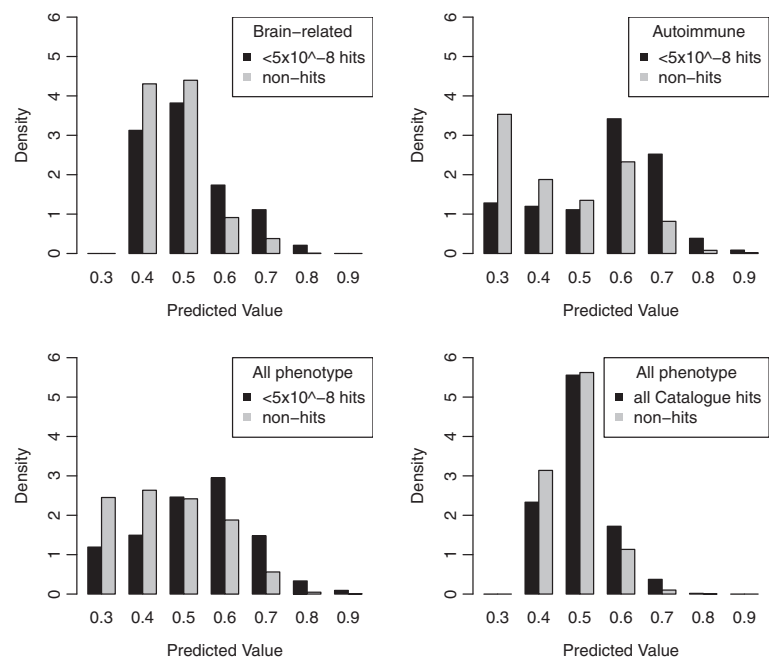 Brain−related
<5x10^−8 hits
non−hits
Density
0 1 2 3 4 5 6
0.3 0.4 0.5 0.6 0.7 0.8 0.9
Predicted Value
Autoimmune
<5x10^−8 hits
non−hits
Density
0 1 2 3 4 5 6
0.3 0.4 0.5 0.6 0.7 0.8 0.9
Predicted Value
All phenotype
<5x10^−8 hits
non−hits
Density
0 1 2 3 4 5 6
0.3 0.4 0.5 0.6 0.7 0.8 0.9
Predicted Value
All phenotype
all Catalogue hits
non−hits
Density
0 1 2 3 4 5 6
0.3 0.4 0.5 0.6 0.7 0.8 0.9
Predicted Value